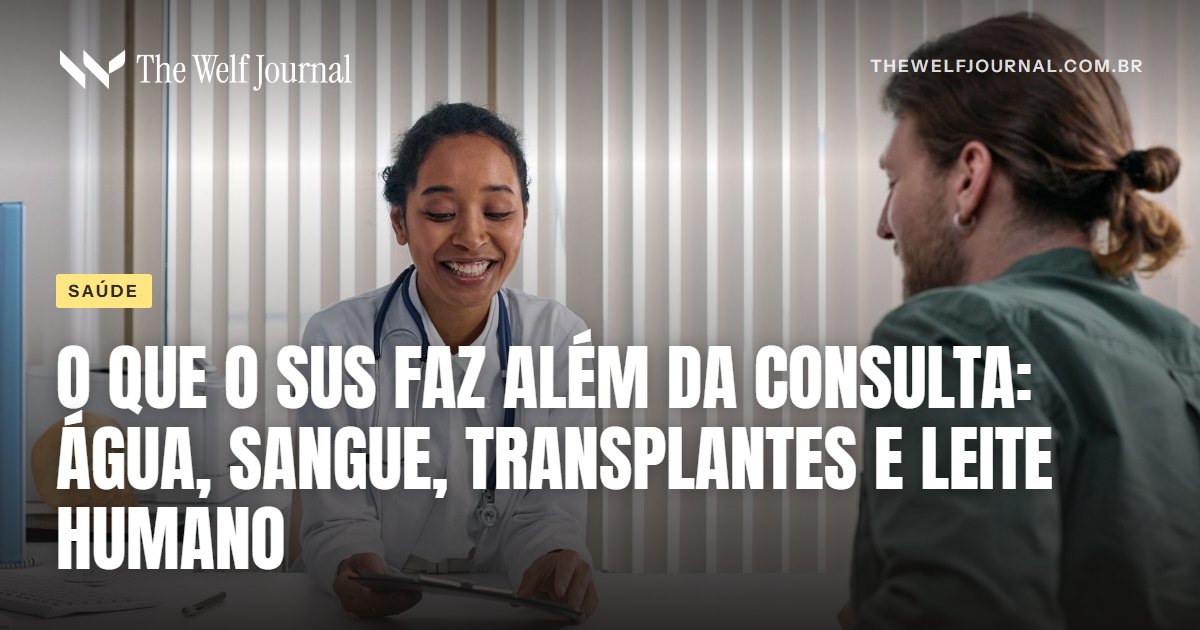 The Welf Journal
THEWELFJOURNAL.COM.BR
SAÚDE
O QUE O SUS FAZ ALÉM DA CONSULTA:
ÁGUA, SANGUE, TRANSPLANTES E LEITE
HUMANO